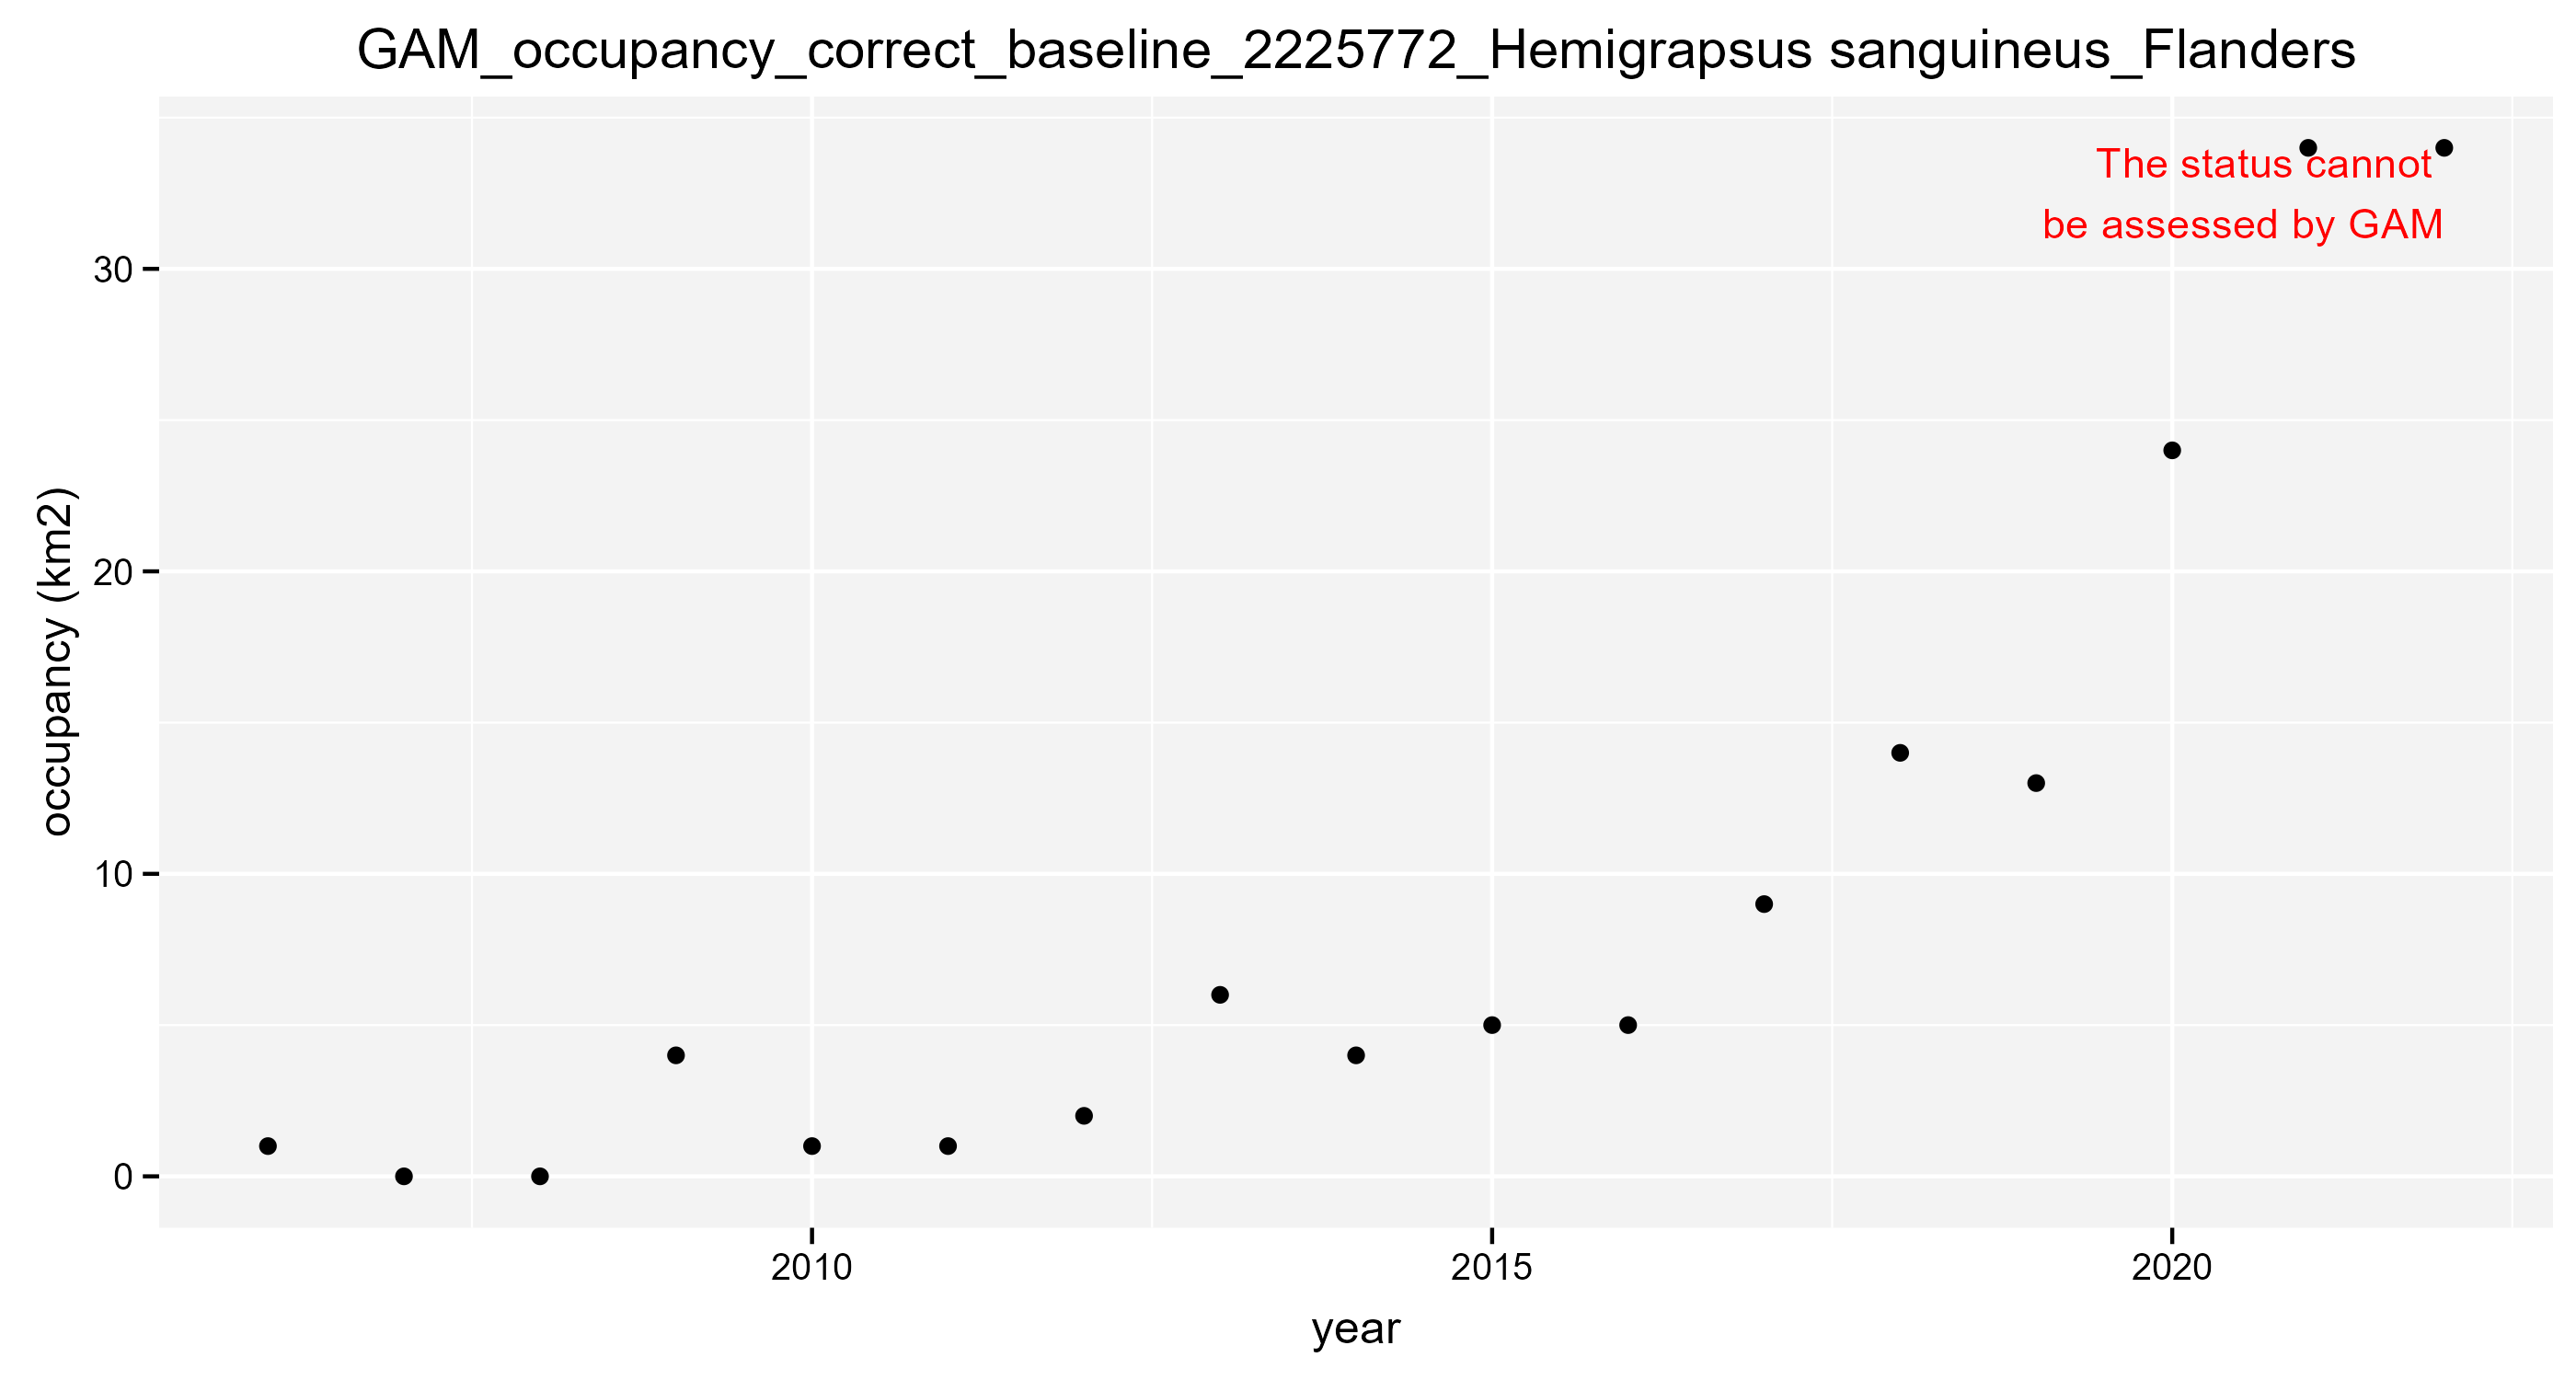 GAM_occupancy_correct_baseline_2225772_Hemigrapsus sanguineus_Flanders
The status cannot
be assessed by GAM
occupancy (km2)
30
20
10
0
2010 2015 2020
year